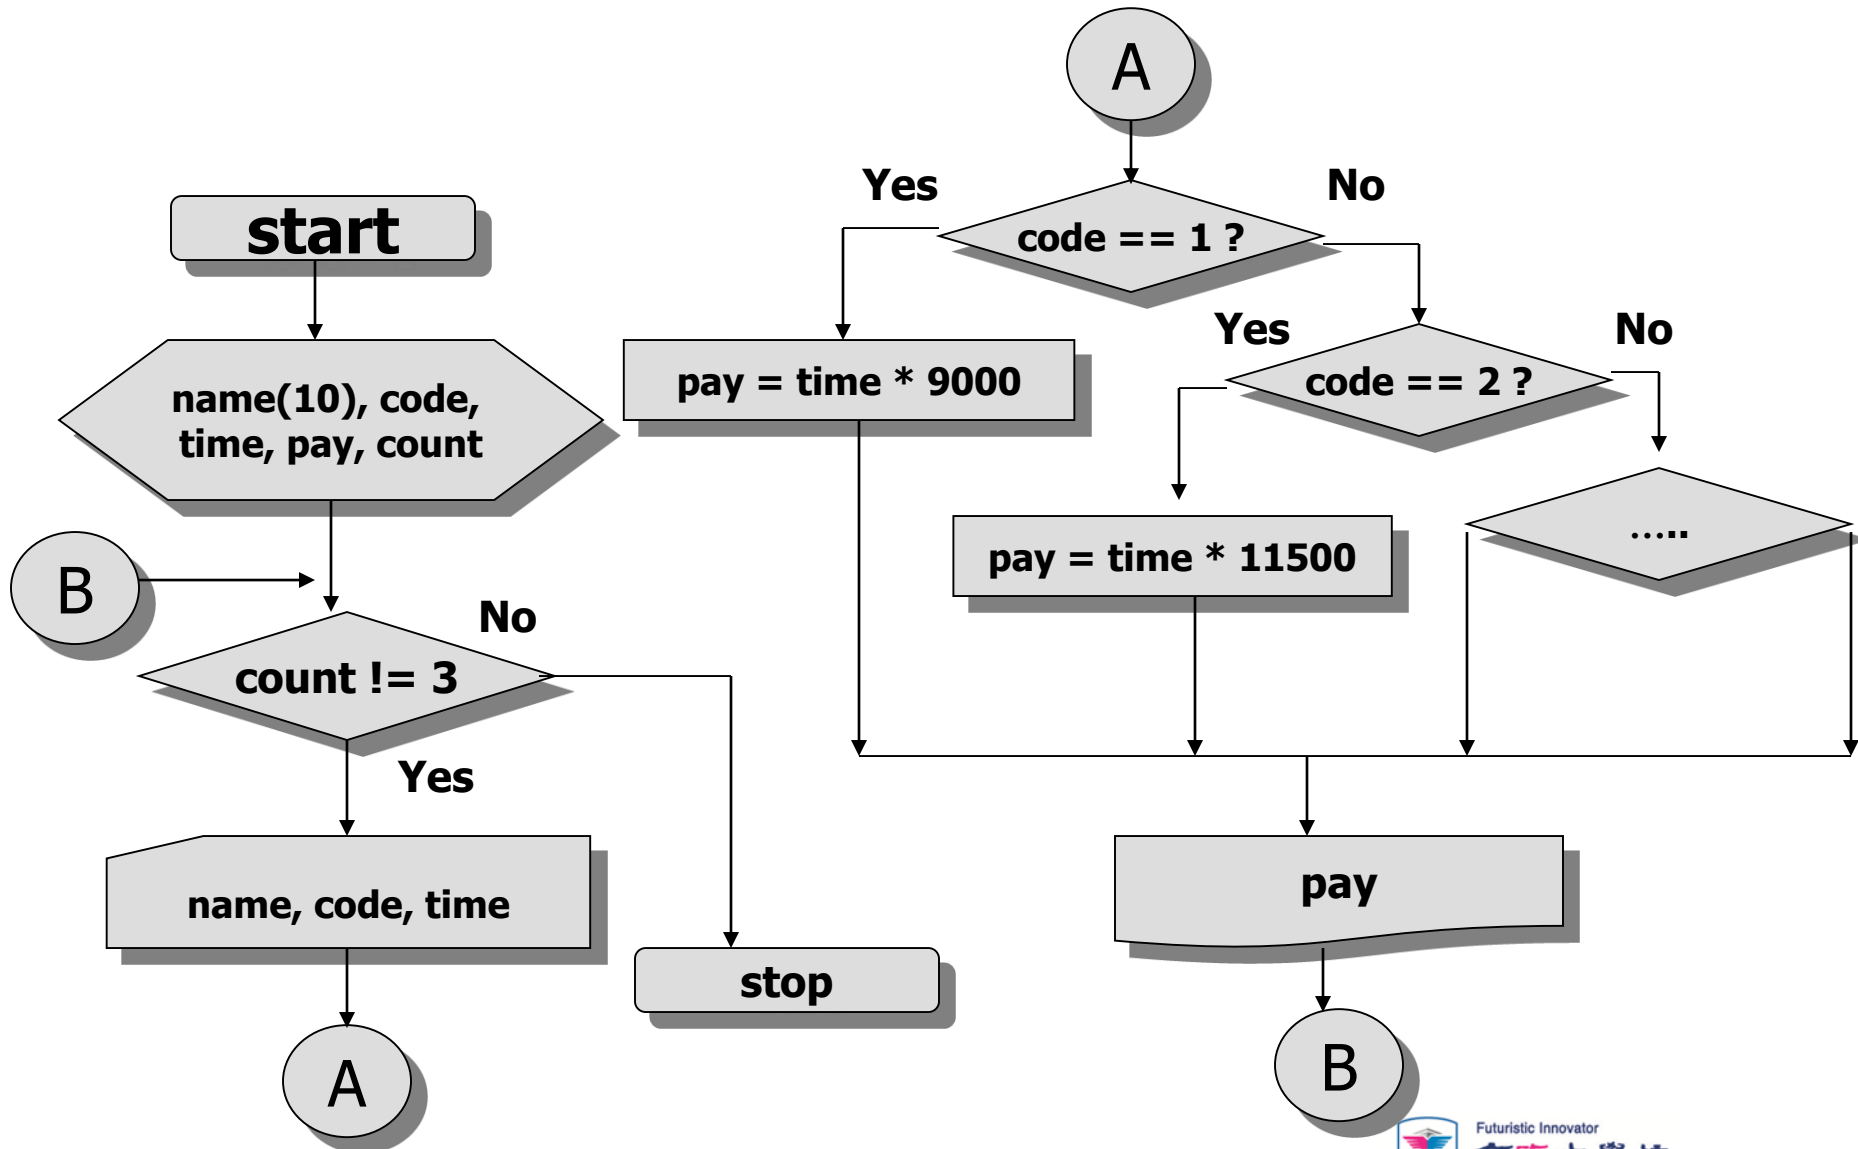 start
name(10), code,
time, pay, count
B
count != 3
No
Yes
name, code, time
stop
A
A
Yes
No
code == 1 ?
pay = time * 9000
Yes
No
code == 2 ?
pay = time * 11500
.....
pay
B
Futuristic Innovator